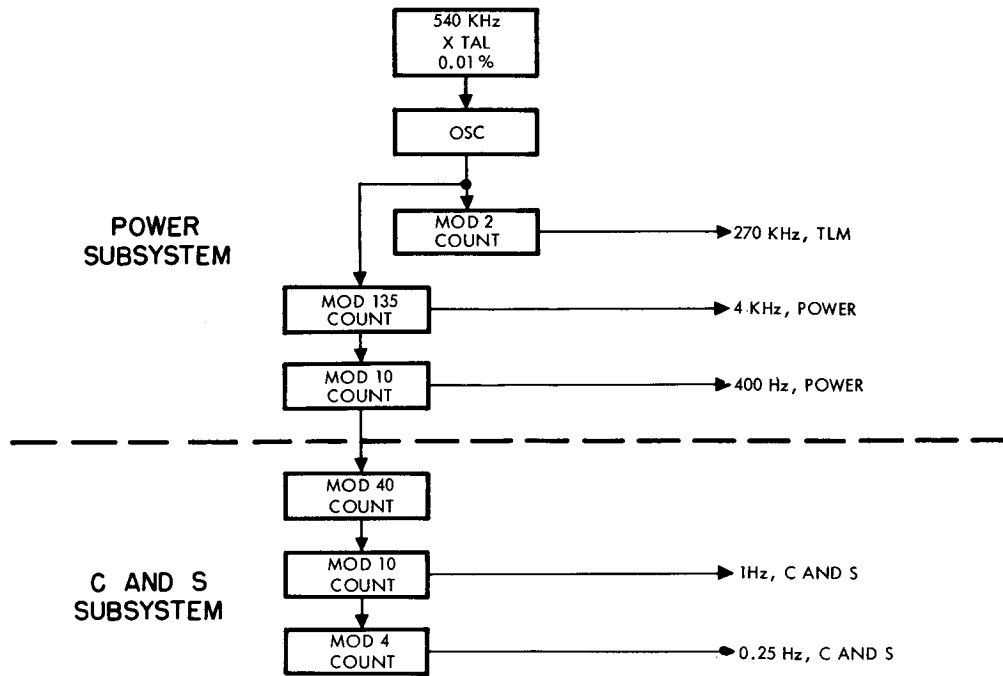 540 KHz
X TAL
0.01%
OSC
POWER
SUBSYSTEM
MOD 2
COUNT
270 KHz, TLM
MOD 135
COUNT
4 KHz, POWER
MOD 10
COUNT
400 Hz, POWER
MOD 40
COUNT
C AND S
SUBSYSTEM
MOD 10
COUNT
1Hz, C AND S
MOD 4
COUNT
0.25 Hz, C AND S